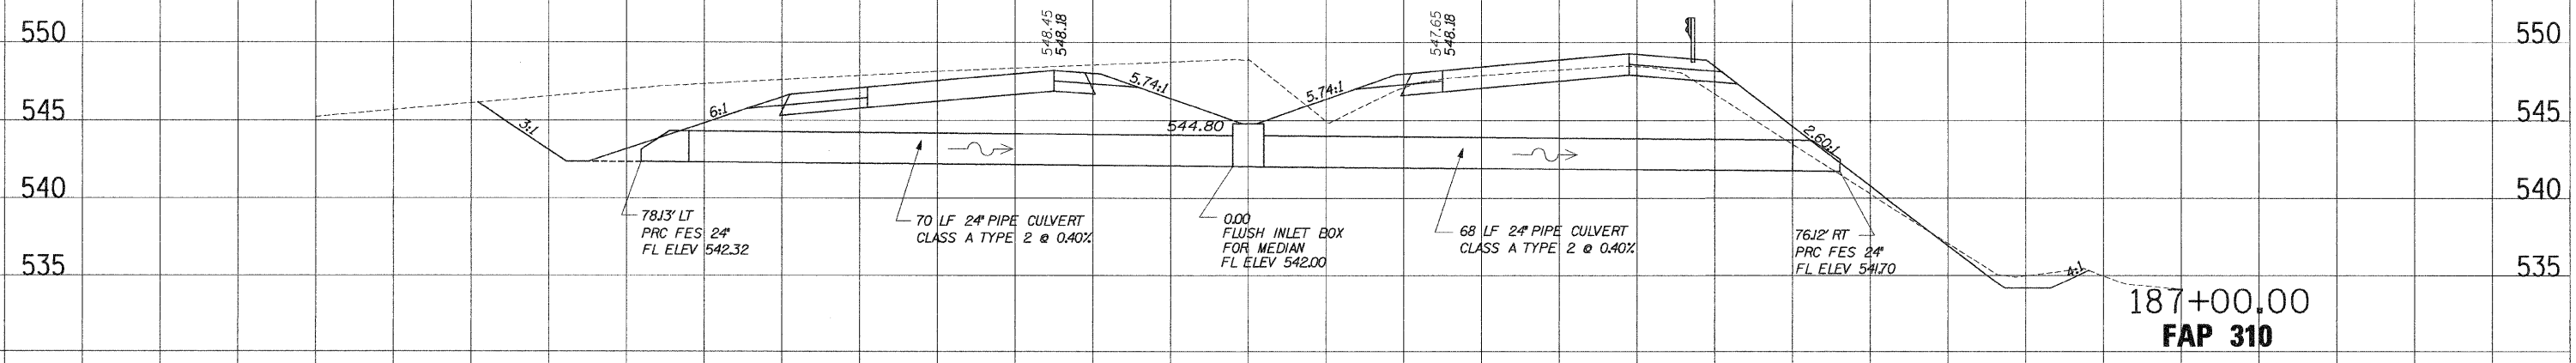 550
545
540
535
3:1
6:1
548.45
548.18
5.74:1
544.80
5.74:1
547.65
548.18
2.60:1
4:1
78.13' LT
PRC FES 24"
FL ELEV 542.32
70 LF 24" PIPE CULVERT
CLASS A TYPE 2 @ 0.40%
0.00
FLUSH INLET BOX
FOR MEDIAN
FL ELEV 542.00
68 LF 24" PIPE CULVERT
CLASS A TYPE 2 @ 0.40%
76.12' RT
PRC FES 24"
FL ELEV 541.70
550
545
540
535
187+00.00
FAP 310